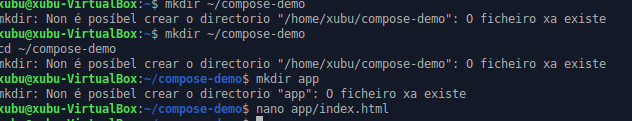 xubu@xubu-VirtualBox:~$ mkdir ~/compose-demo
mkdir: Non é posíbel crear o directorio "/home/xubu/compose-demo": O ficheiro xa existe
xubu@xubu-VirtualBox:~$ mkdir ~/compose-demo
cd ~/compose-demo
mkdir: Non é posíbel crear o directorio "/home/xubu/compose-demo": O ficheiro xa existe
xubu@xubu-VirtualBox:~/compose-demo$ mkdir app
mkdir: Non é posíbel crear o directorio "app": O ficheiro xa existe
xubu@xubu-VirtualBox:~/compose-demo$ nano app/index.html